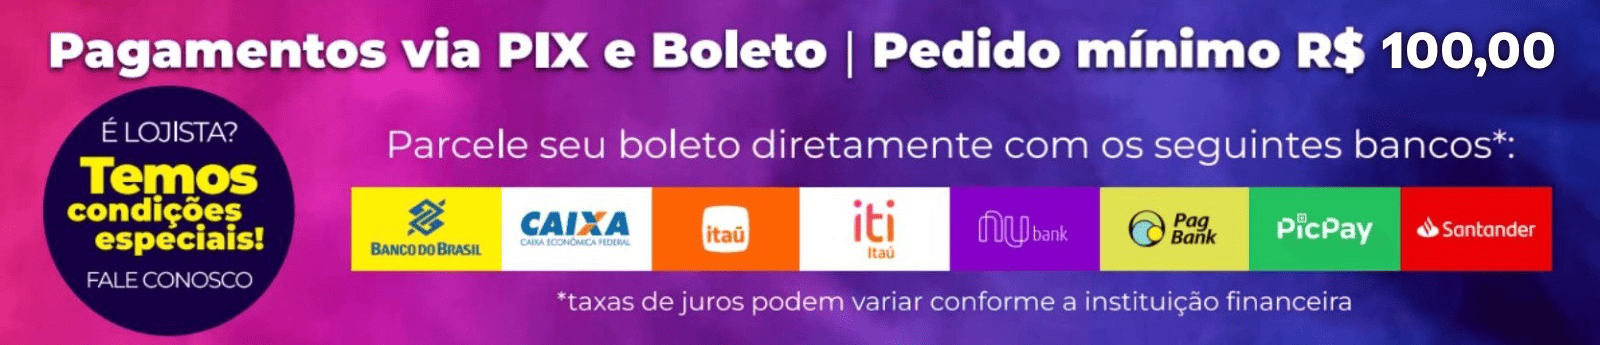 Pagamentos via PIX e Boleto | Pedido mínimo R$ 100,00
É LOJISTA?
Temos
condições
especiais!
FALE CONOSCO
Parcele seu boleto diretamente com os seguintes bancos*:
BANCO DO BRASIL
CAIXA
CAIXA ECONÔMICA FEDERAL
itaú
iti
Itaú
nu bank
Pag
Bank
PicPay
Santander
*taxas de juros podem variar conforme a instituição financeira